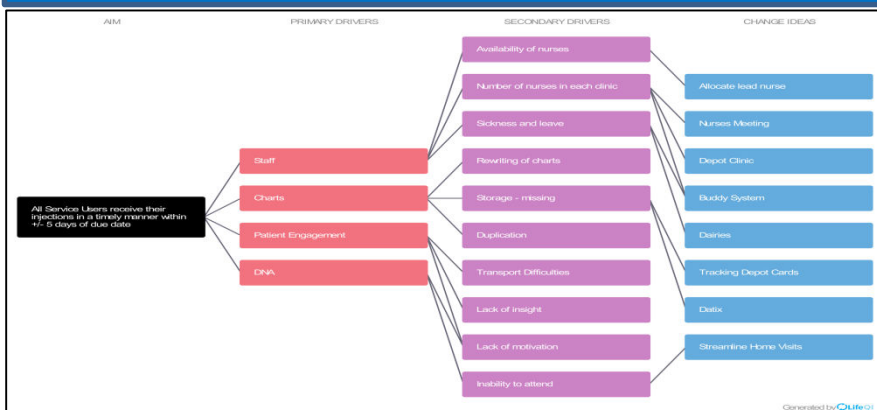 AIM
PRIMARY DRIVERS
SECONDARY DRIVERS
CHANGE IDEAS
All Service Users receive their
injections in a timely manner within
+/- 5 days of due date
Staff
Charts
Patient Engagement
DNA
Availability of nurses
Number of nurses in each clinic
Sickness and leave
Rewriting of charts
Storage - missing
Duplication
Transport Difficulties
Lack of insight
Lack of motivation
Inability to attend
Allocate lead nurse
Nurses Meeting
Depot Clinic
Buddy System
Dairies
Tracking Depot Cards
Datix
Streamline Home Visits
Generated by LifeQI